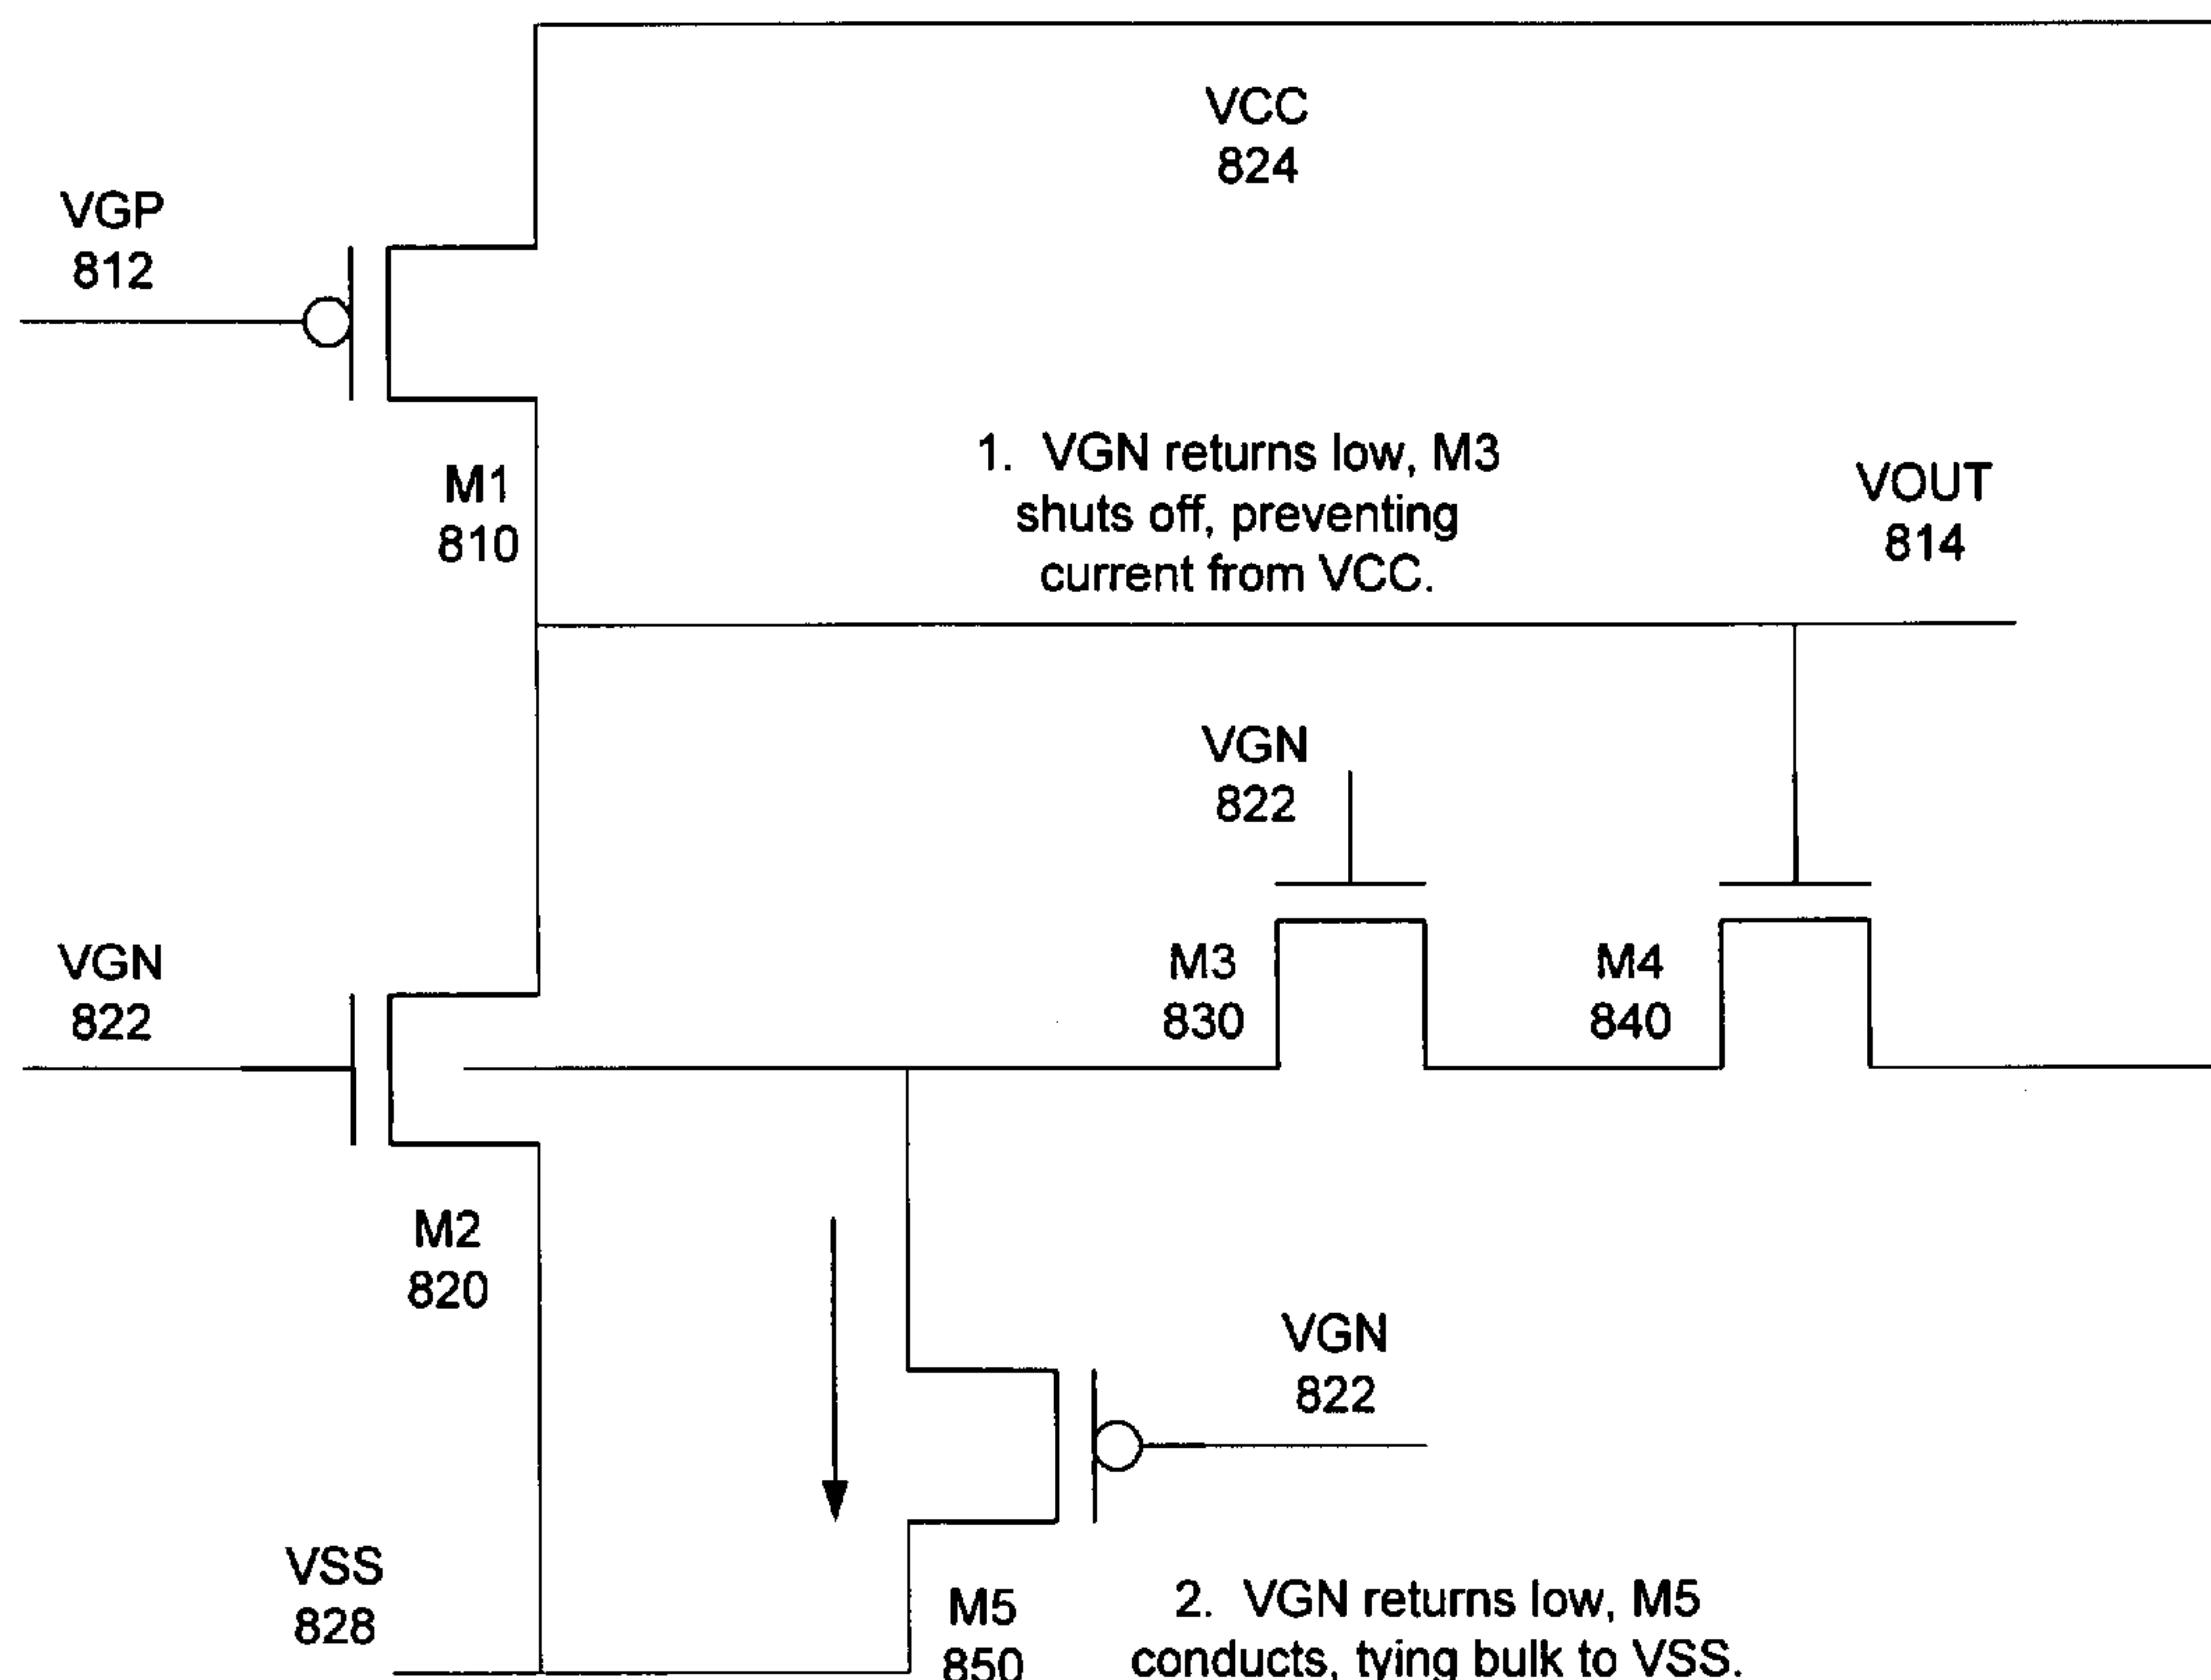 VCC
824
VGP
812
M1
810
1. VGN returns low, M3
shuts off, preventing
current from VCC.
VOUT
814
VGN
822
VGN
822
M3
830
M4
840
M2
820
VGN
822
VSS
828
M5
850
2. VGN returns low, M5
conducts, tying bulk to VSS.